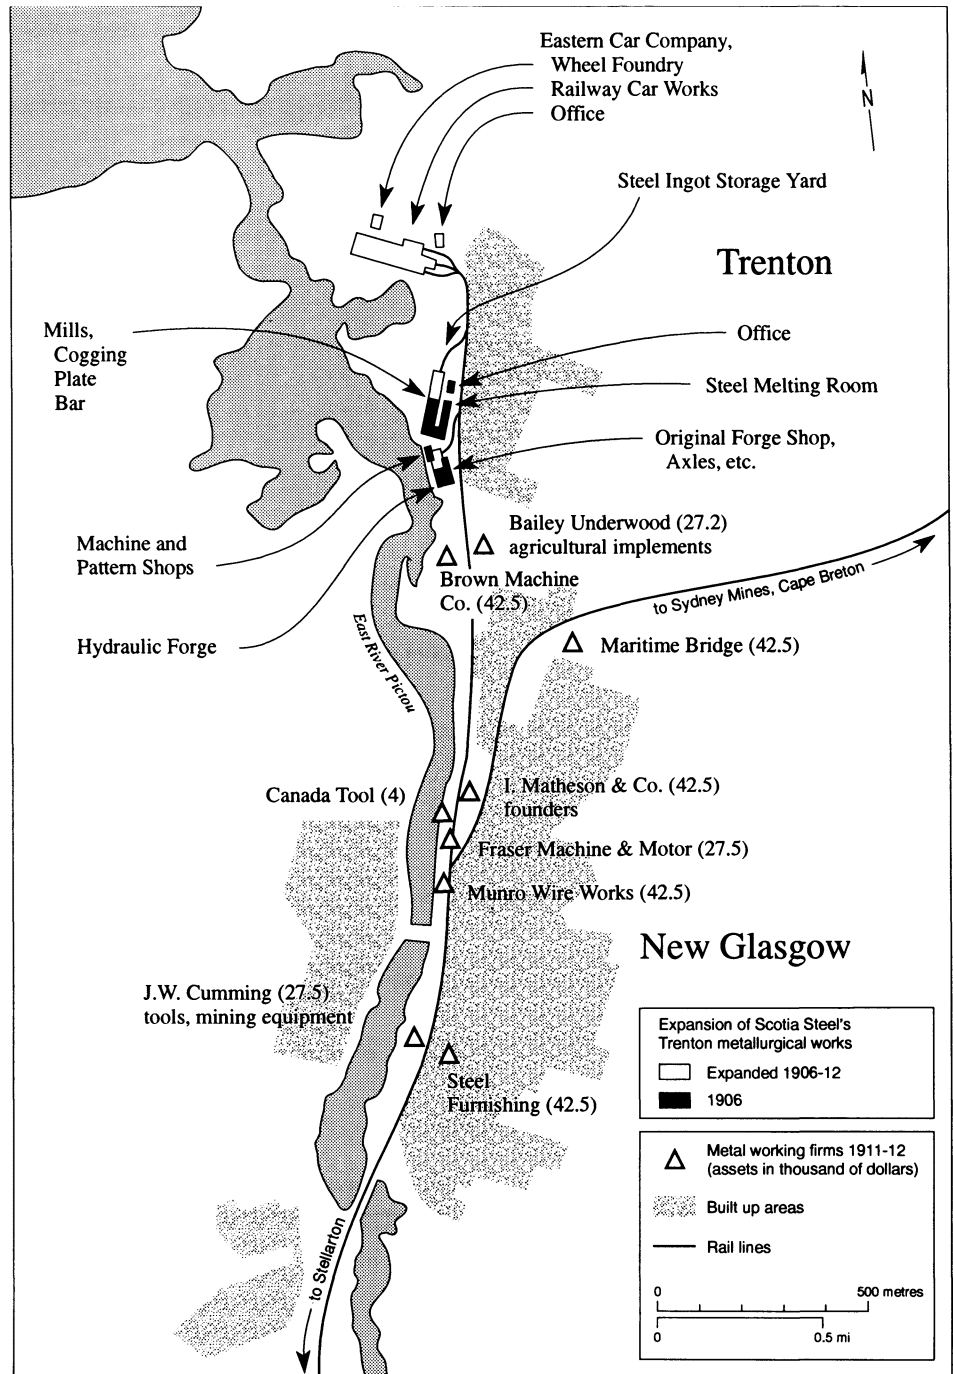 Eastern Car Company,
Wheel Foundry
Railway Car Works
Office
N
Steel Ingot Storage Yard
Trenton
Mills,
Cogging
Plate
Bar
Office
Steel Melting Room
Original Forge Shop,
Axles, etc.
Machine and
Pattern Shops
Bailey Underwood (27.2)
agricultural implements
Brown Machine
Co. (42.5)
to Sydney Mines, Cape Breton
Hydraulic Forge
East River Pictou
Maritime Bridge (42.5)
Canada Tool (4)
I. Matheson & Co. (42.5)
founders
Fraser Machine & Motor (27.5)
Munro Wire Works (42.5)
New Glasgow
J.W. Cumming (27.5)
tools, mining equipment
Steel
Furnishing (42.5)
to Stellarton
Expansion of Scotia Steel's
Trenton metallurgical works
Expanded 1906-12
1906
Metal working firms 1911-12
(assets in thousand of dollars)
Built up areas
Rail lines
0 500 metres
0 0.5 mi